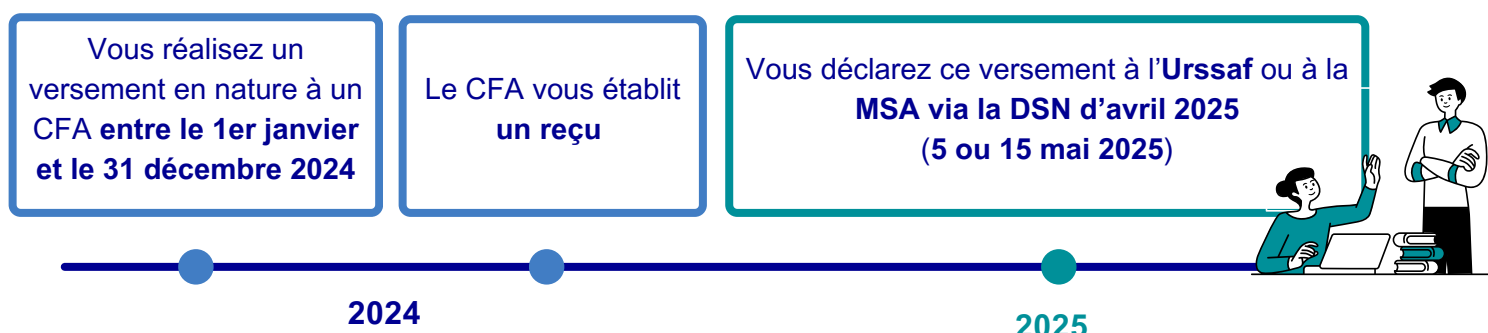 Vous réalisez un
versement en nature à un
CFA entre le 1er janvier
et le 31 décembre 2024
Le CFA vous établit
un reçu
Vous déclarez ce versement à l'Urssaf ou à la
MSA via la DSN d'avril 2025
(5 ou 15 mai 2025)
2024
2025